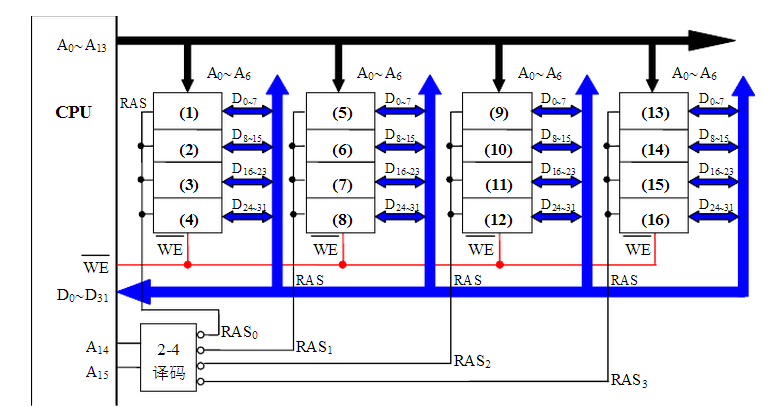 A0~ A13
A0~ A6 A0~ A6 A0~ A6 A0~ A6
CPU RAS (1) D0~7 (5) D0~7 (9) D0~7 (13) D0~7
(2) D8~15 (6) D8~15 (10) D8~15 (14) D8~15
(3) D16~23 (7) D16~23 (11) D16~23 (15) D16~23
(4) D24~31 (8) D24~31 (12) D24~31 (16) D24~31
WE WE WE WE
WE
RAS RAS RAS
D0~D31
RAS0
A14 2-4 RAS1
A15 译码 RAS2
RAS3